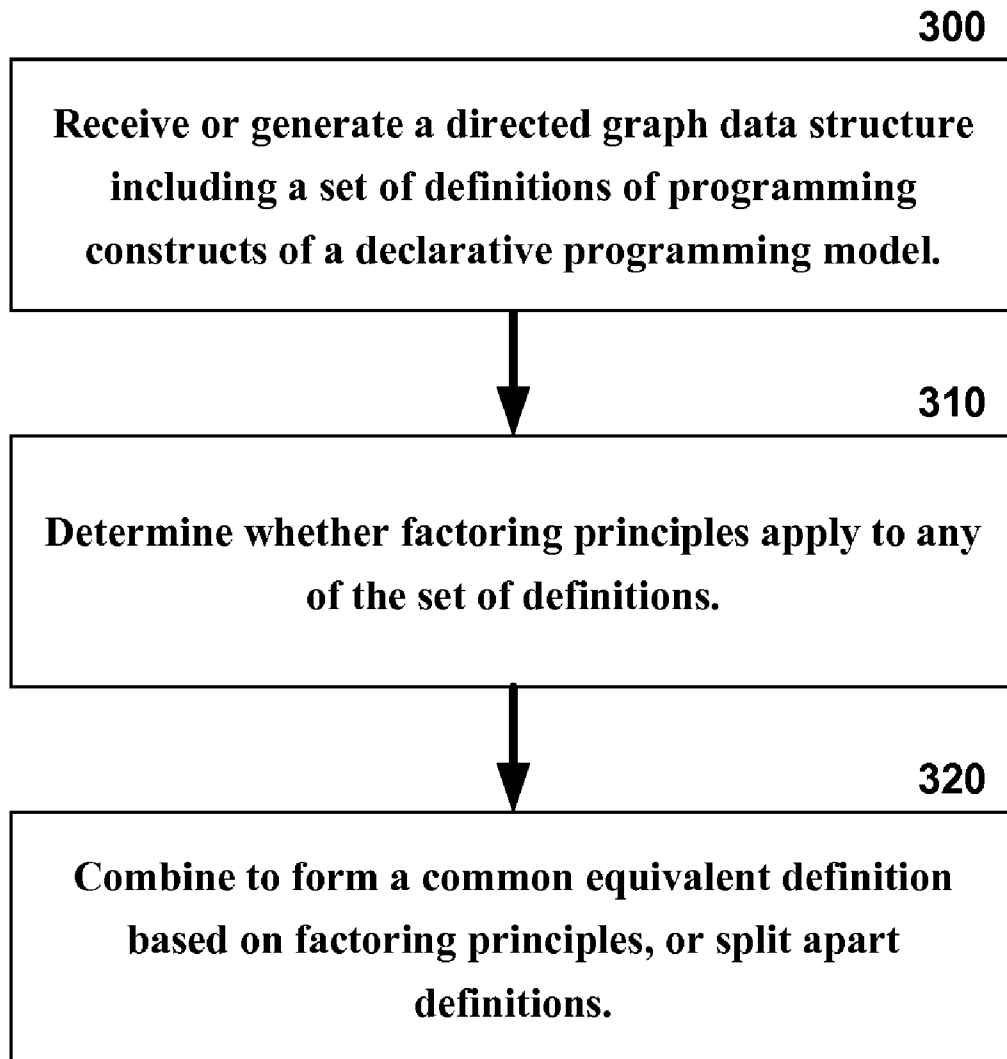 300
Receive or generate a directed graph data structure
including a set of definitions of programming
constructs of a declarative programming model.
310
Determine whether factoring principles apply to any
of the set of definitions.
320
Combine to form a common equivalent definition
based on factoring principles, or split apart
definitions.